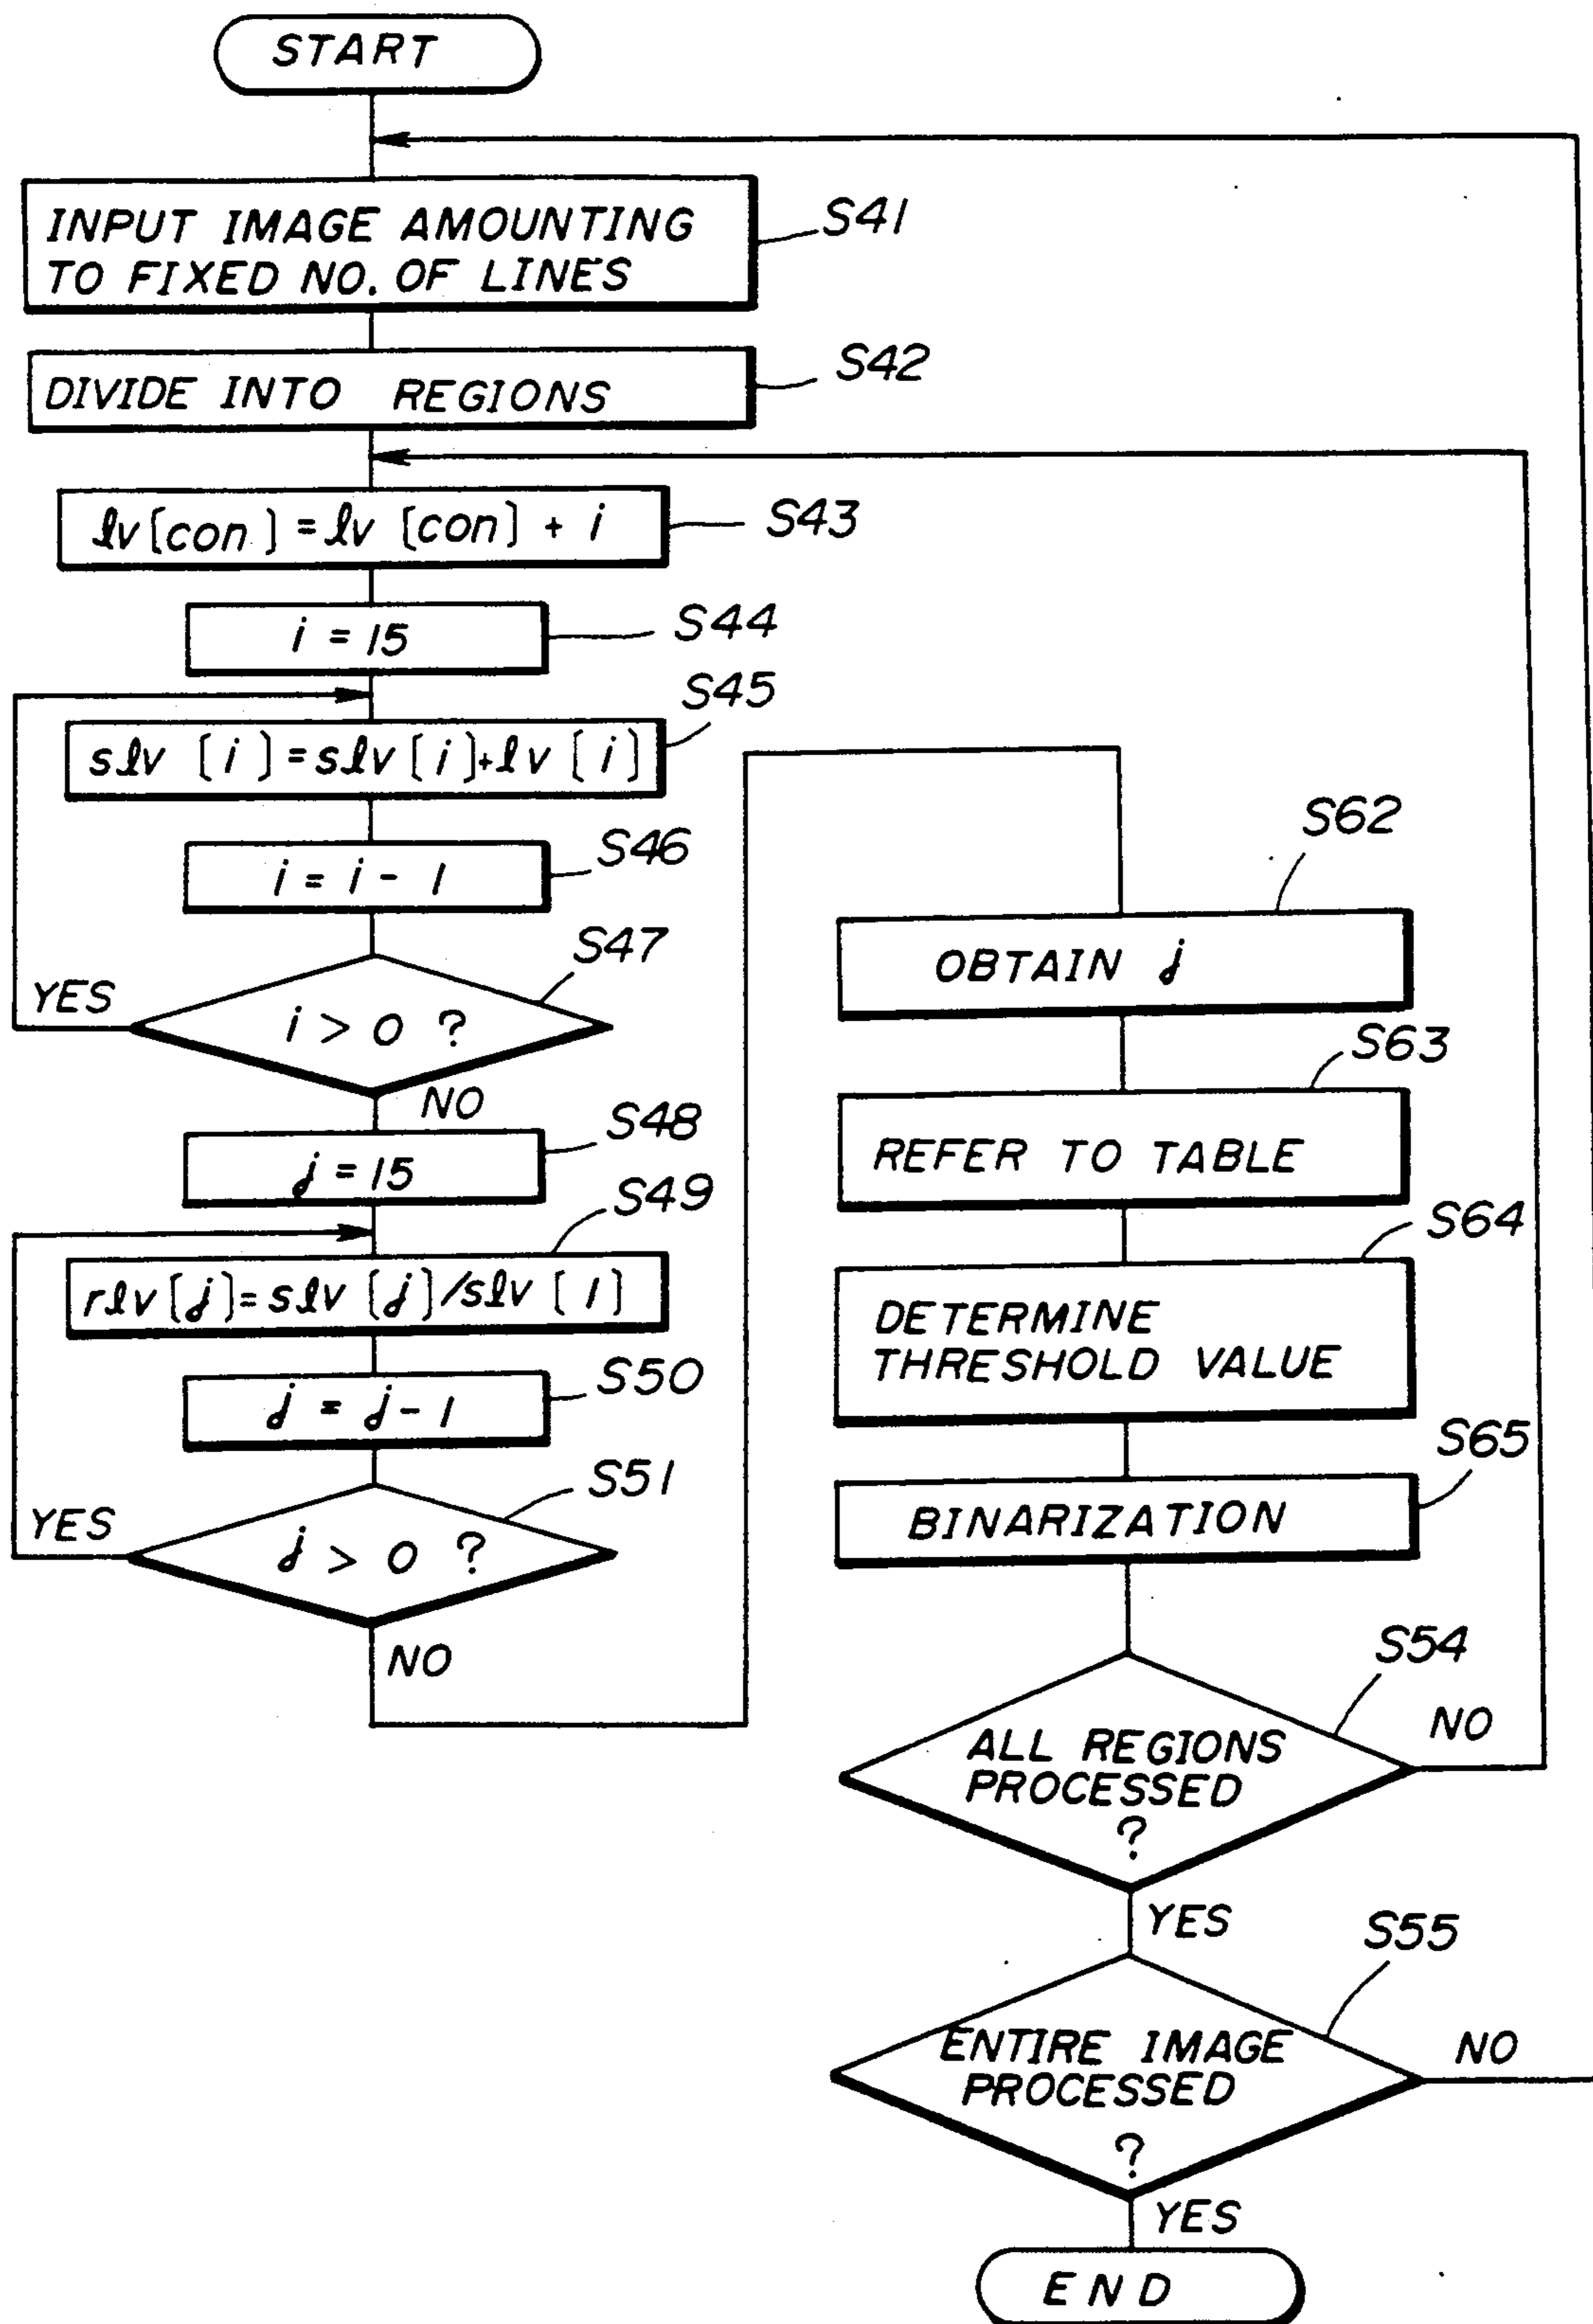 START
INPUT IMAGE AMOUNTING
TO FIXED NO. OF LINES
S41
DIVIDE INTO REGIONS
S42
lv[con] = lv [con] + i
S43
i = 15
S44
slv [i] = slv [i] + lv [i]
S45
i = i - 1
S46
i > 0 ?
S47
YES
NO
j = 15
S48
rlv[j] = slv [j] / slv [1]
S49
j = j - 1
S50
j > 0 ?
S51
YES
NO
OBTAIN j
S62
REFER TO TABLE
S63
DETERMINE
THRESHOLD VALUE
S64
BINARIZATION
S65
ALL REGIONS
PROCESSED
?
S54
NO
YES
ENTIRE IMAGE
PROCESSED
?
S55
NO
YES
END